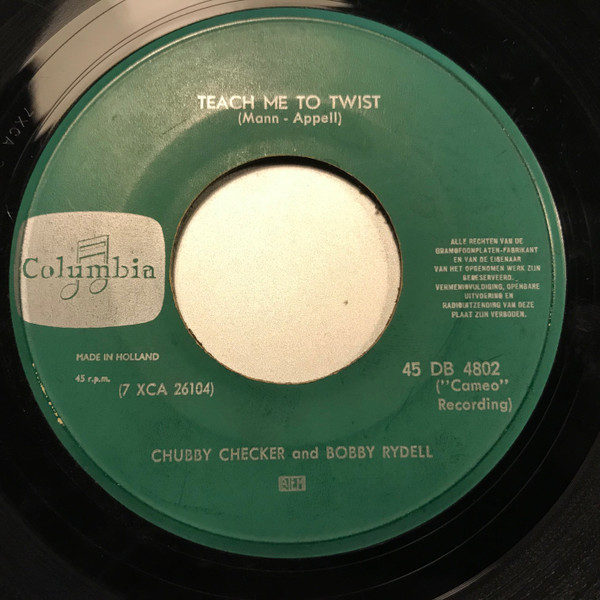 TEACH ME TO TWIST
(Mann - Appell)
Columbia
ALLE RECHTEN VAN DE
GRAMOFOONPLATEN-FABRIKANT
EN VAN DE EIGENAAR
VAN HET OPGENOMEN WERK ZIJN
GERESERVEERD.
VERMENIGVULDIGING, OPENBARE
UITVOERING EN
RADIOUITZENDING VAN DEZE
PLAAT ZIJN VERBODEN.
MADE IN HOLLAND
45 r.p.m.
(7 XCA 26104)
45 DB 4802
("Cameo"
Recording)
CHUBBY CHECKER and BOBBY RYDELL
7XCA